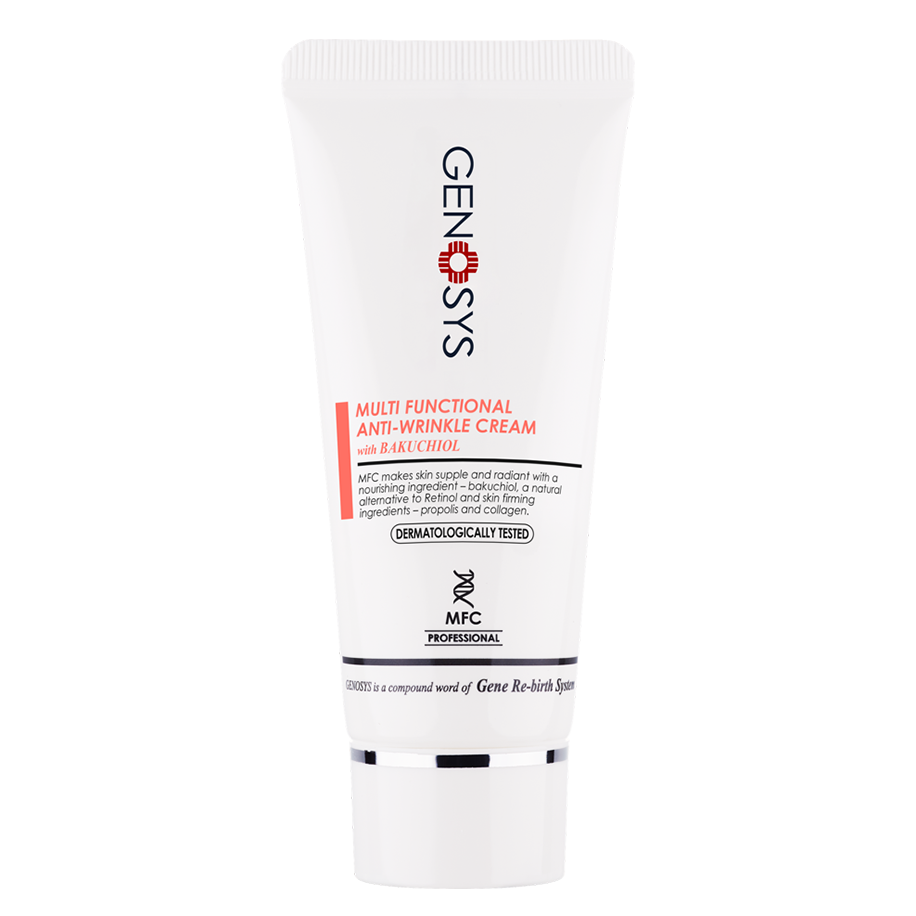 GENOSYS
MULTI FUNCTIONAL
ANTI-WRINKLE CREAM
with BAKUCHIOL
MFC makes skin supple and radiant with a
nourishing ingredient – bakuchiol, a natural
alternative to Retinol and skin firming
ingredients – propolis and collagen.
DERMATOLOGICALLY TESTED
MFC
PROFESSIONAL
GENOSYS is a compound word of Gene Re-birth System